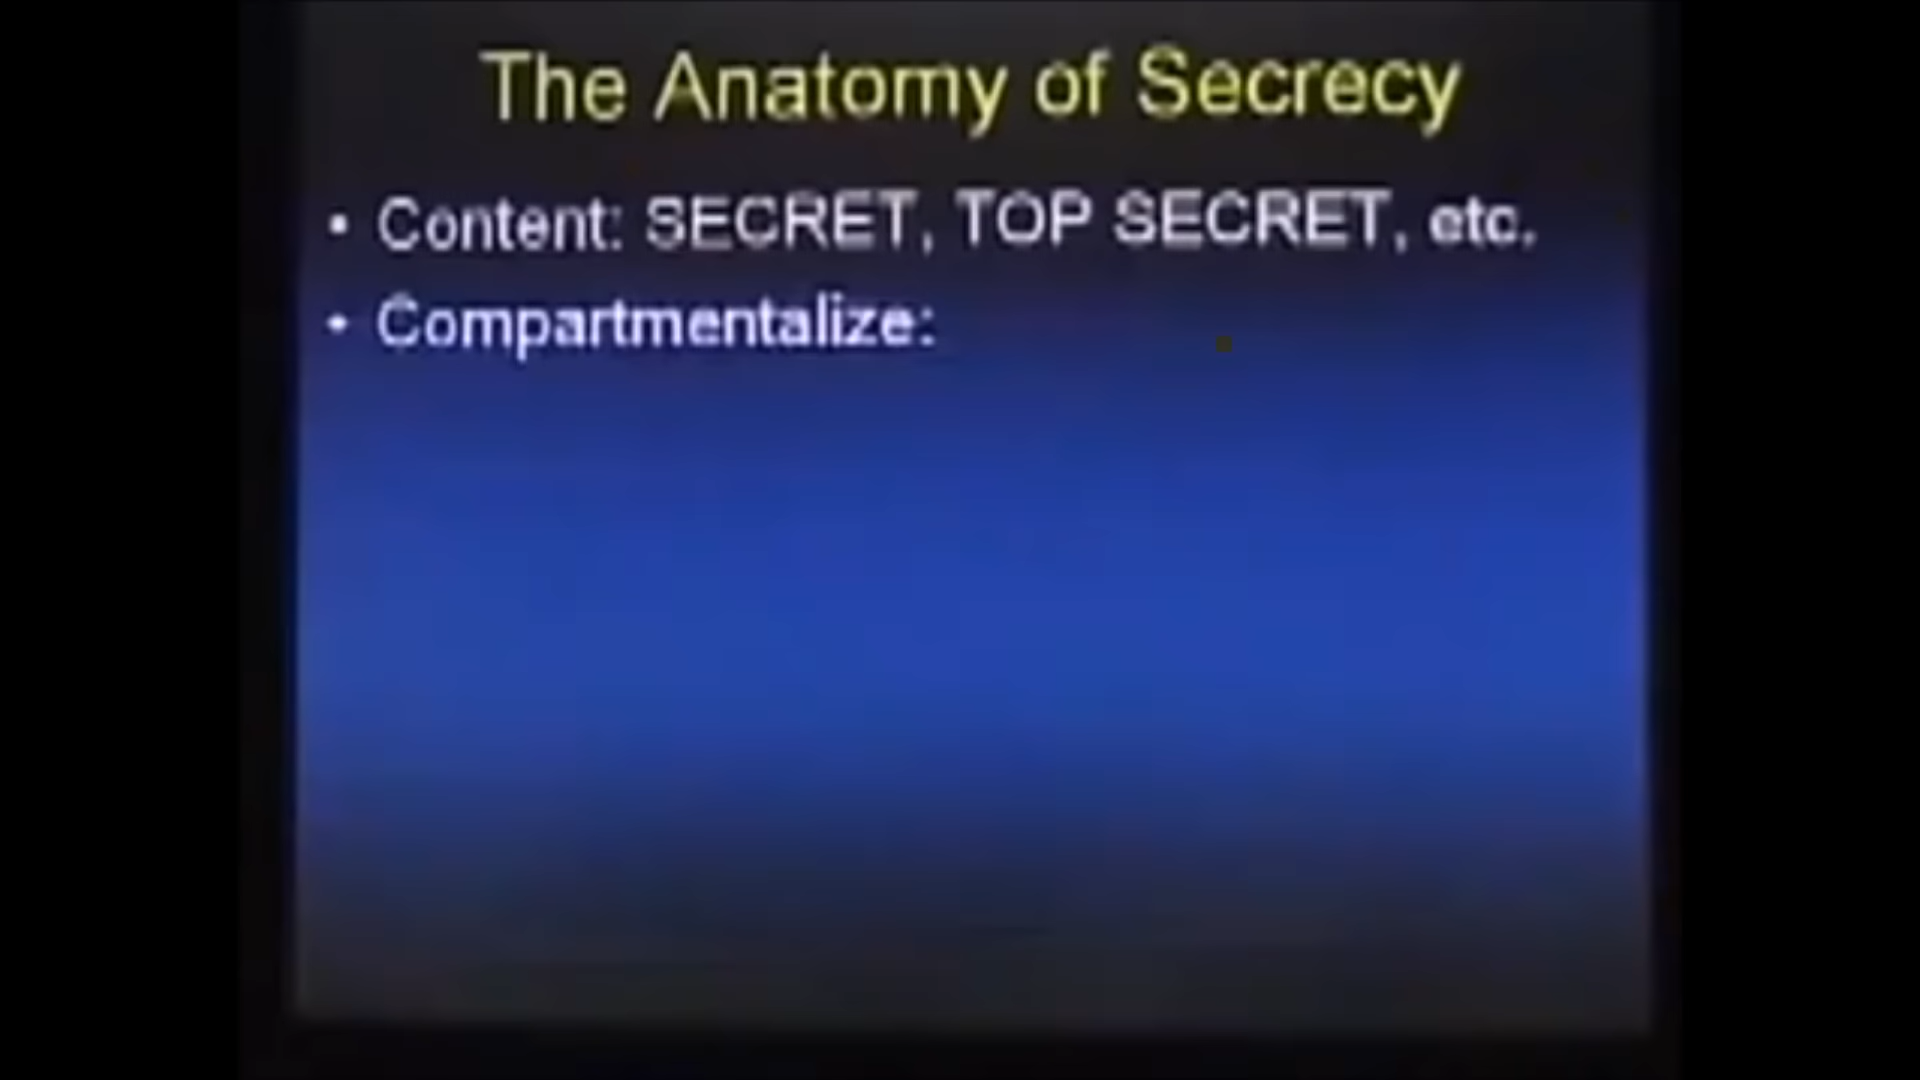 The Anatomy of Secrecy
• Content: SECRET, TOP SECRET, etc.
• Compartmentalize: